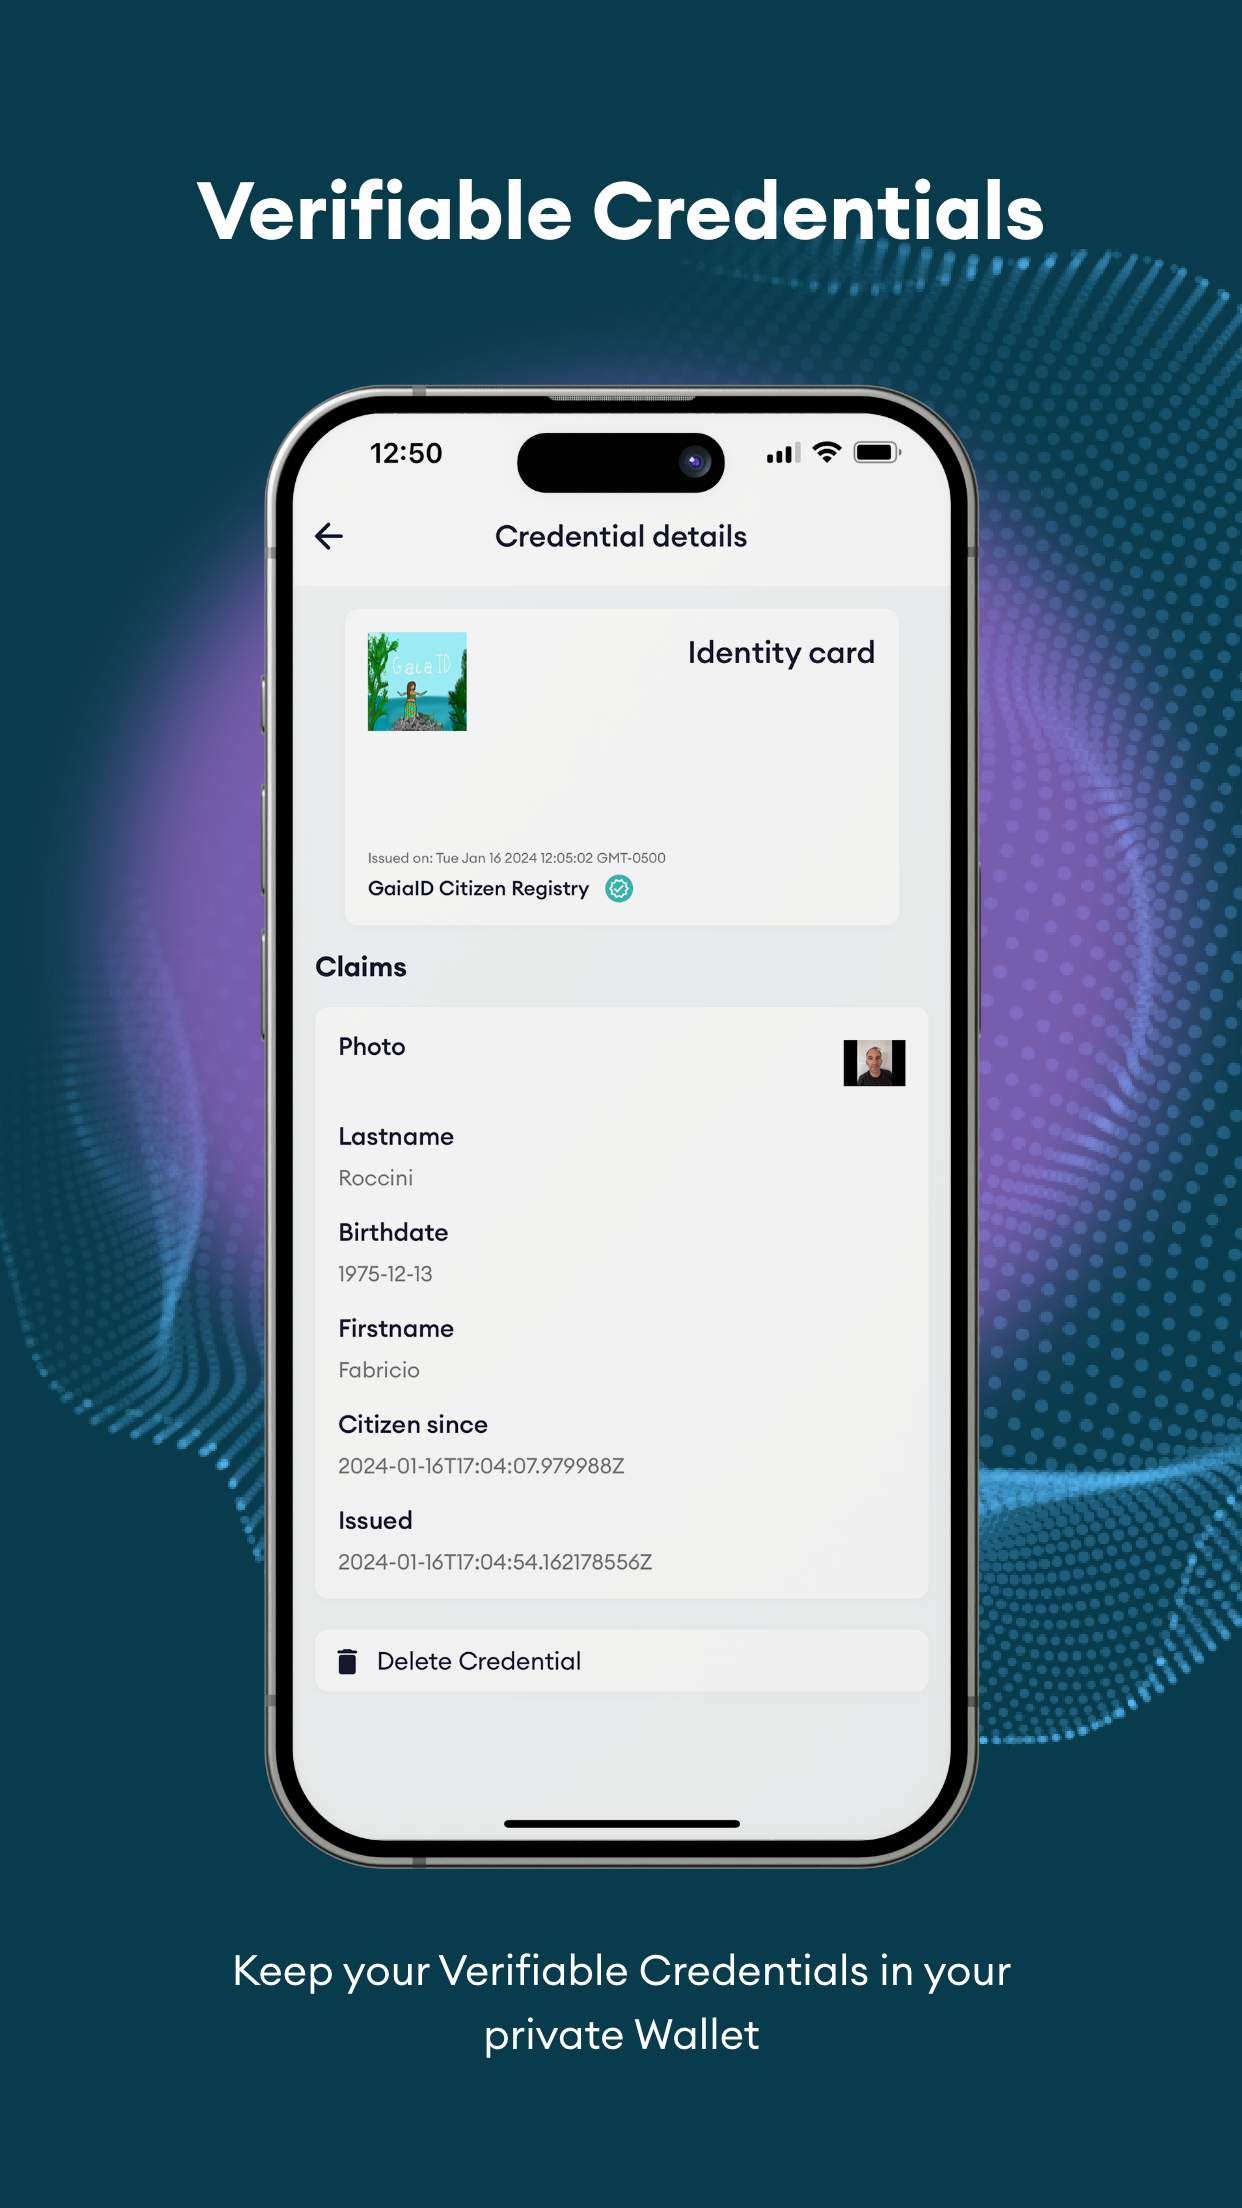 Verifiable Credentials
12:50
Credential details
Gaia ID
Identity card
Issued on: Tue Jan 16 2024 12:05:02 GMT-0500
GaiaID Citizen Registry
Claims
Photo
Lastname
Roccini
Birthdate
1975-12-13
Firstname
Fabricio
Citizen since
2024-01-16T17:04:07.979988Z
Issued
2024-01-16T17:04:54.162178556Z
Delete Credential
Keep your Verifiable Credentials in your
private Wallet